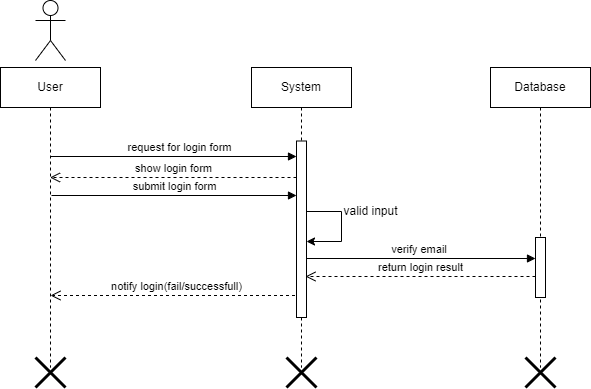 User
System
Database
request for login form
show login form
submit login form
valid input
verify email
return login result
notify login(fail/successfull)